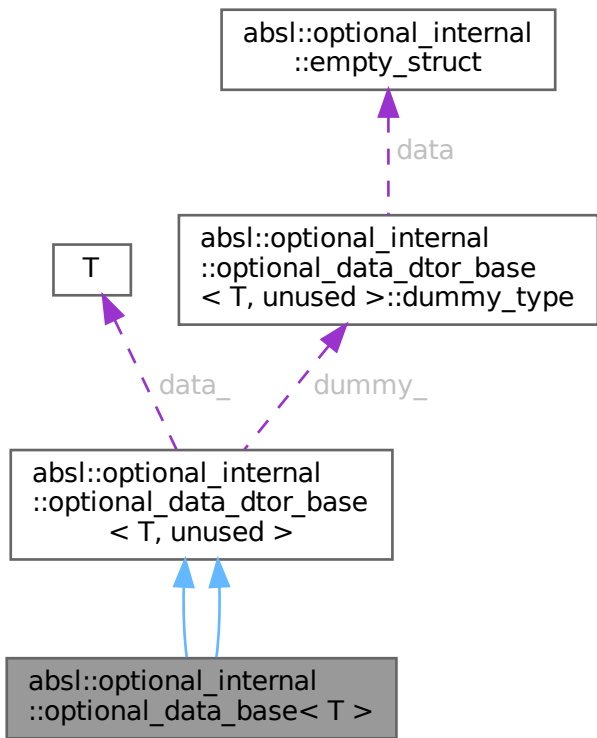 absl::optional_internal
::empty_struct
data
absl::optional_internal
::optional_data_dtor_base
< T, unused >::dummy_type
T
data_
dummy_
absl::optional_internal
::optional_data_dtor_base
< T, unused >
absl::optional_internal
::optional_data_base< T >